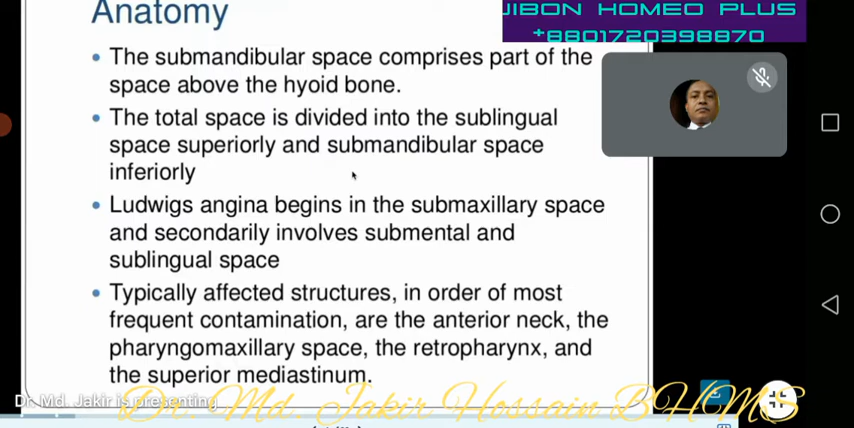 Anatomy
JIBON HOMEO PLUS
+8801720398870
• The submandibular space comprises part of the
space above the hyoid bone.
• The total space is divided into the sublingual
space superiorly and submandibular space
inferiorly
• Ludwigs angina begins in the submaxillary space
and secondarily involves submental and
sublingual space
• Typically affected structures, in order of most
frequent contamination, are the anterior neck, the
pharyngomaxillary space, the retropharynx, and
the superior mediastinum.
Dr. Md. Jakir is presenting
Dr. Md. Jakir Hossain BHMS